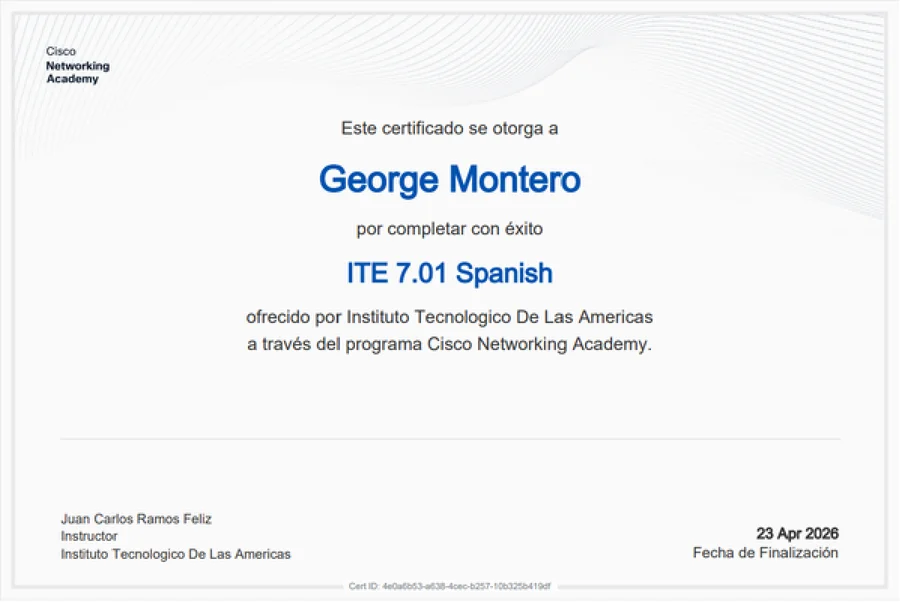 Cisco
Networking
Academy
Este certificado se otorga a
George Montero
por completar con éxito
ITE 7.01 Spanish
ofrecido por Instituto Tecnologico De Las Americas
a través del programa Cisco Networking Academy.
Juan Carlos Ramos Feliz
Instructor
Instituto Tecnologico De Las Americas
23 Apr 2026
Fecha de Finalización
Cert ID: 4e0a6b53-a638-4cec-b257-10b325b419df